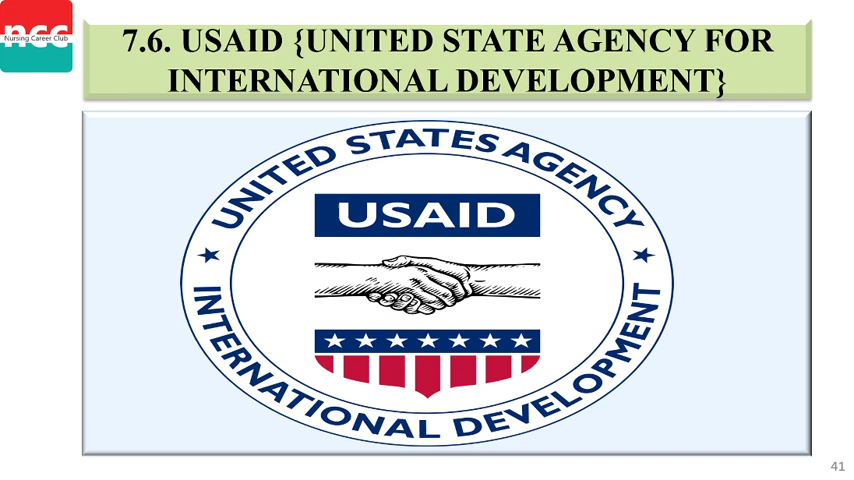 ncc
Nursing Career Club
7.6. USAID {UNITED STATE AGENCY FOR
INTERNATIONAL DEVELOPMENT}
UNITED STATES AGENCY
USAID
INTERNATIONAL DEVELOPMENT
41